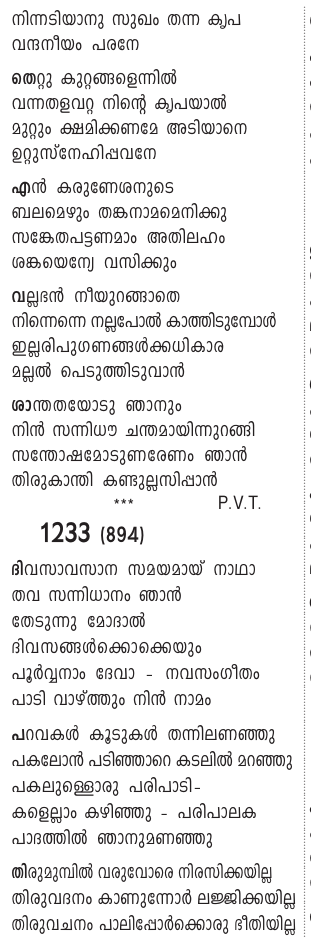 നിന്നടിയാനു സുഖം തന്ന കൃപ
വന്ദനീയം പരനേ
തെറ്റു കുറ്റങ്ങളെന്നിൽ
വന്നതളവറ്റ നിന്റെ കൃപയാൽ
മുറ്റും ക്ഷമിക്കണമേ അടിയാനെ
ഉറ്റുസ്നേഹിപ്പവനേ
എൻ കരുണേശനുടെ
ബലമെഴും തങ്കനാമമെനിക്കു
സങ്കേതപട്ടണമാം അതിലഹം
ശങ്കയെന്യേ വസിക്കും
വല്ലഭൻ നീയുറങ്ങാതെ
നിന്നെന്നെ നല്ലപോൽ കാത്തിടുമ്പോൾ
ഇല്ലരിപുഗണങ്ങൾക്കധികാര
മല്ലൽ പെടുത്തിടുവാൻ
ശാന്തതയോടു ഞാനും
നിൻ സന്നിധൗ ചന്തമായിന്നുറങ്ങി
സന്തോഷമോടുണരേണം ഞാൻ
തിരുകാന്തി കണ്ടുല്ലസിപ്പാൻ
*** P.V.T.
1233 (894)
ദിവസാവസാന സമയമായ് നാഥാ
തവ സന്നിധാനം ഞാൻ
തേടുന്നു മോദാൽ
ദിവസങ്ങൾക്കൊക്കെയും
പൂർവ്വനാം ദേവാ - നവസംഗീതം
പാടി വാഴ്ത്തും നിൻ നാമം
പറവകൾ കൂടുകൾ തന്നിലണഞ്ഞു
പകലോൻ പടിഞ്ഞാറെ കടലിൽ മറഞ്ഞു
പകലുള്ളൊരു പരിപാടി-
കളെല്ലാം കഴിഞ്ഞു - പരിപാലക
പാദത്തിൽ ഞാനുമണഞ്ഞു
തിരുമുമ്പിൽ വരുവോരെ നിരസിക്കയില്ല
തിരുവദനം കാണുന്നോർ ലജ്ജിക്കയില്ല
തിരുവചനം പാലിപ്പോർക്കൊരു ഭീതിയില്ല